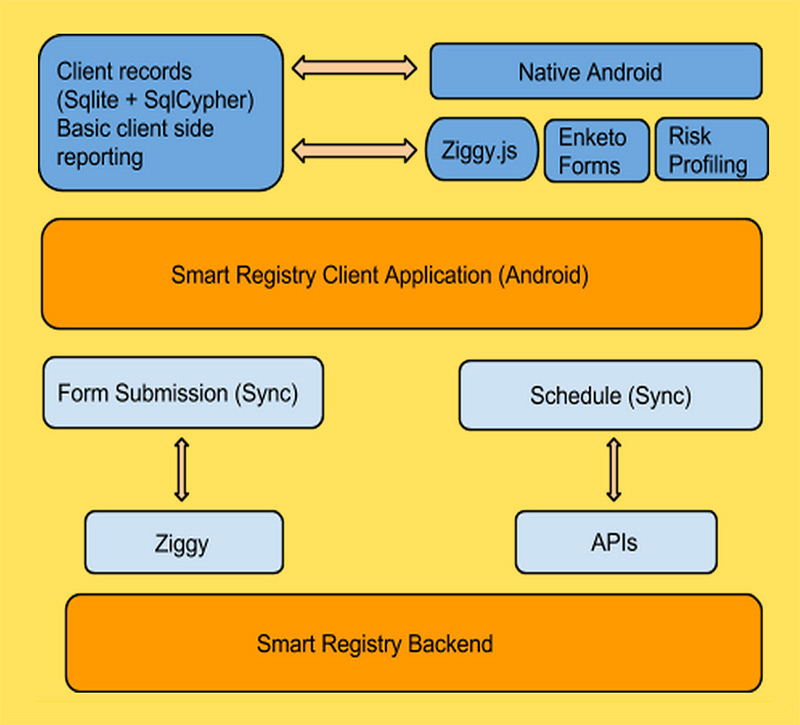 Client records
(Sqlite + SqlCypher)
Basic client side
reporting
Native Android
Ziggy.js
Enketo
Forms
Risk
Profiling
Smart Registry Client Application (Android)
Form Submission (Sync)
Schedule (Sync)
Ziggy
APIs
Smart Registry Backend